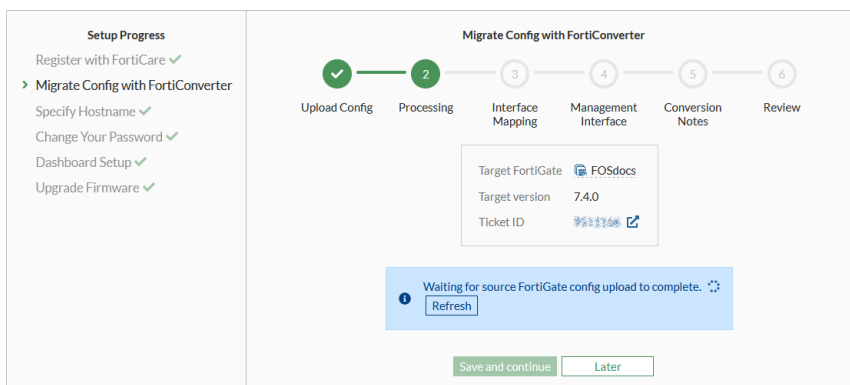 Setup Progress
Register with FortiCare
Migrate Config with FortiConverter
Specify Hostname
Change Your Password
Dashboard Setup
Upgrade Firmware
Migrate Config with FortiConverter
2
3
4
5
6
Upload Config
Processing
Interface
Mapping
Management
Interface
Conversion
Notes
Review
Target FortiGate
FOSdocs
Target version
7.4.0
Ticket ID
Waiting for source FortiGate config upload to complete.
Refresh
Save and continue
Later